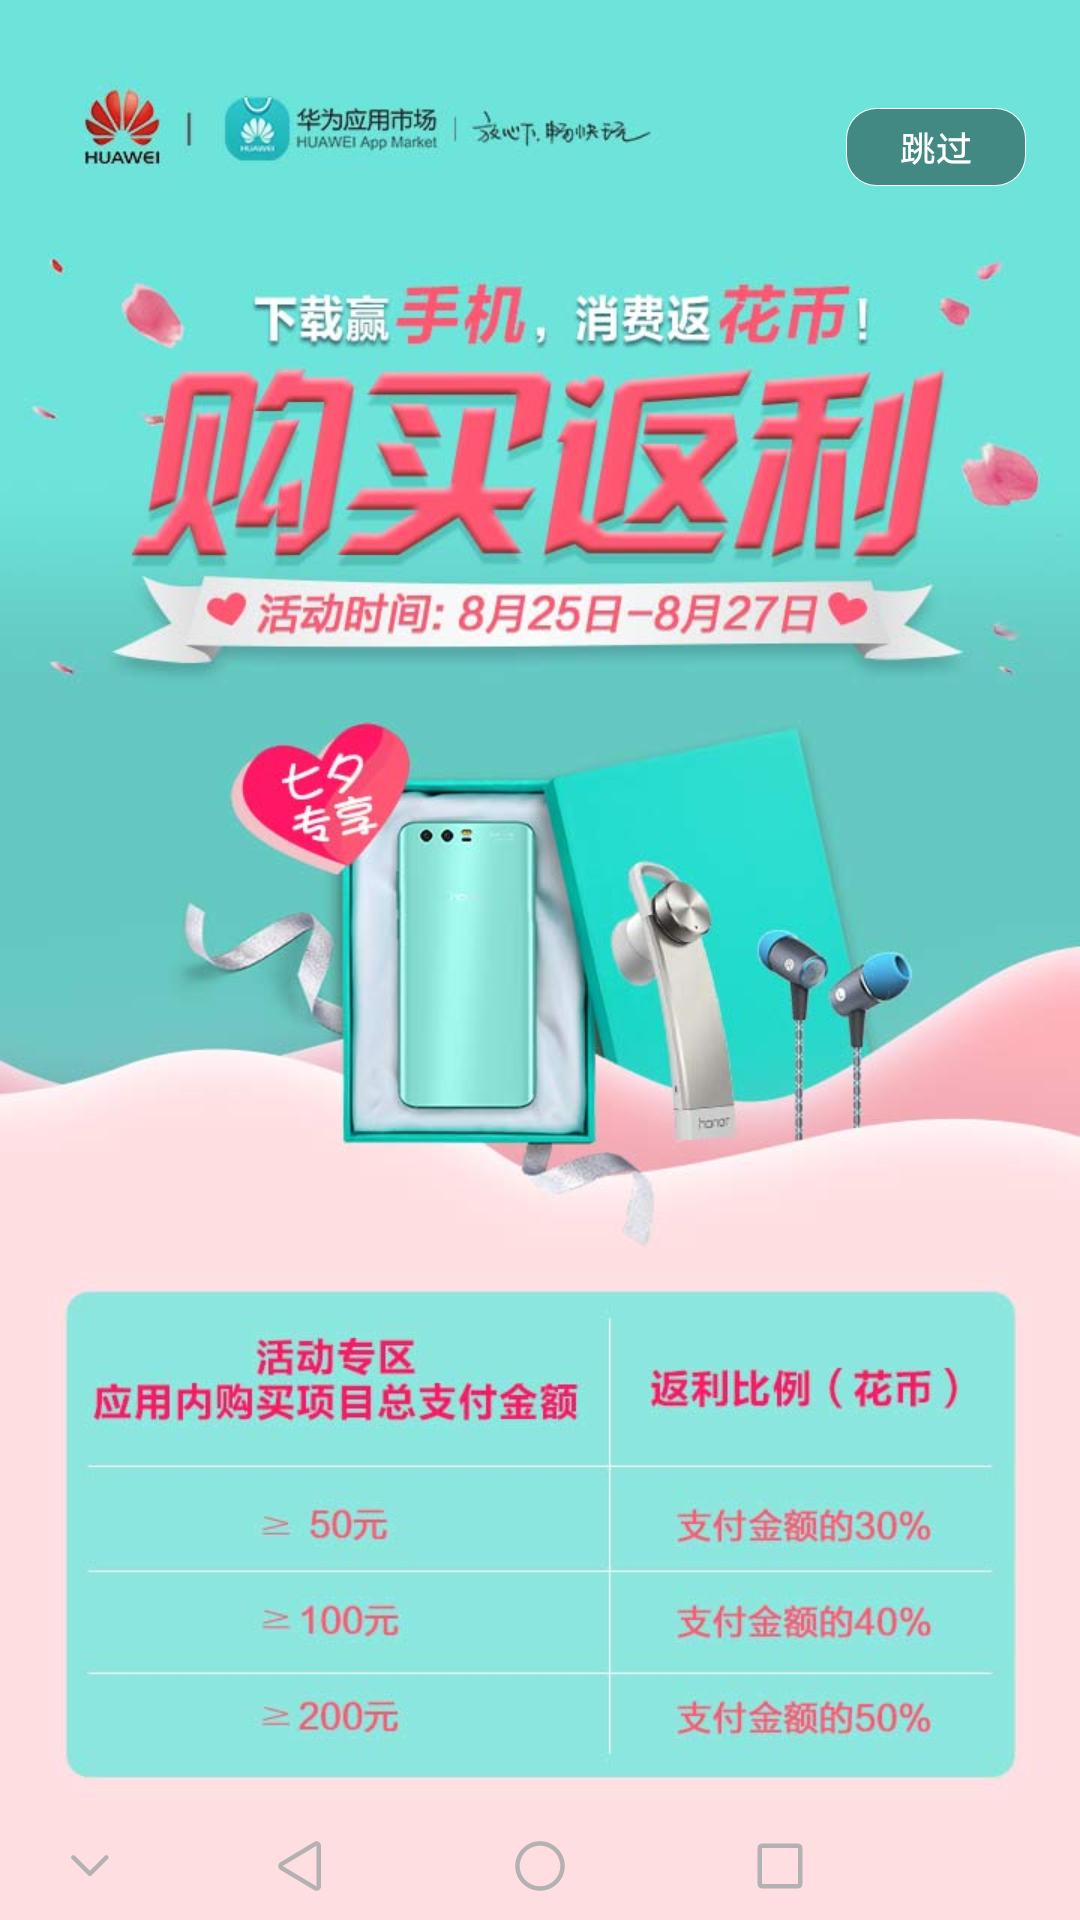 HUAWEI
华为应用市场
HUAWEI App Market
放心下, 畅快玩
跳过
下载赢手机，消费返花币！
购买返利
活动时间: 8月25日-8月27日
七夕
专享
honor
活动专区
应用内购买项目总支付金额
返利比例（花币）
≥ 50元
支付金额的30%
≥ 100元
支付金额的40%
≥ 200元
支付金额的50%